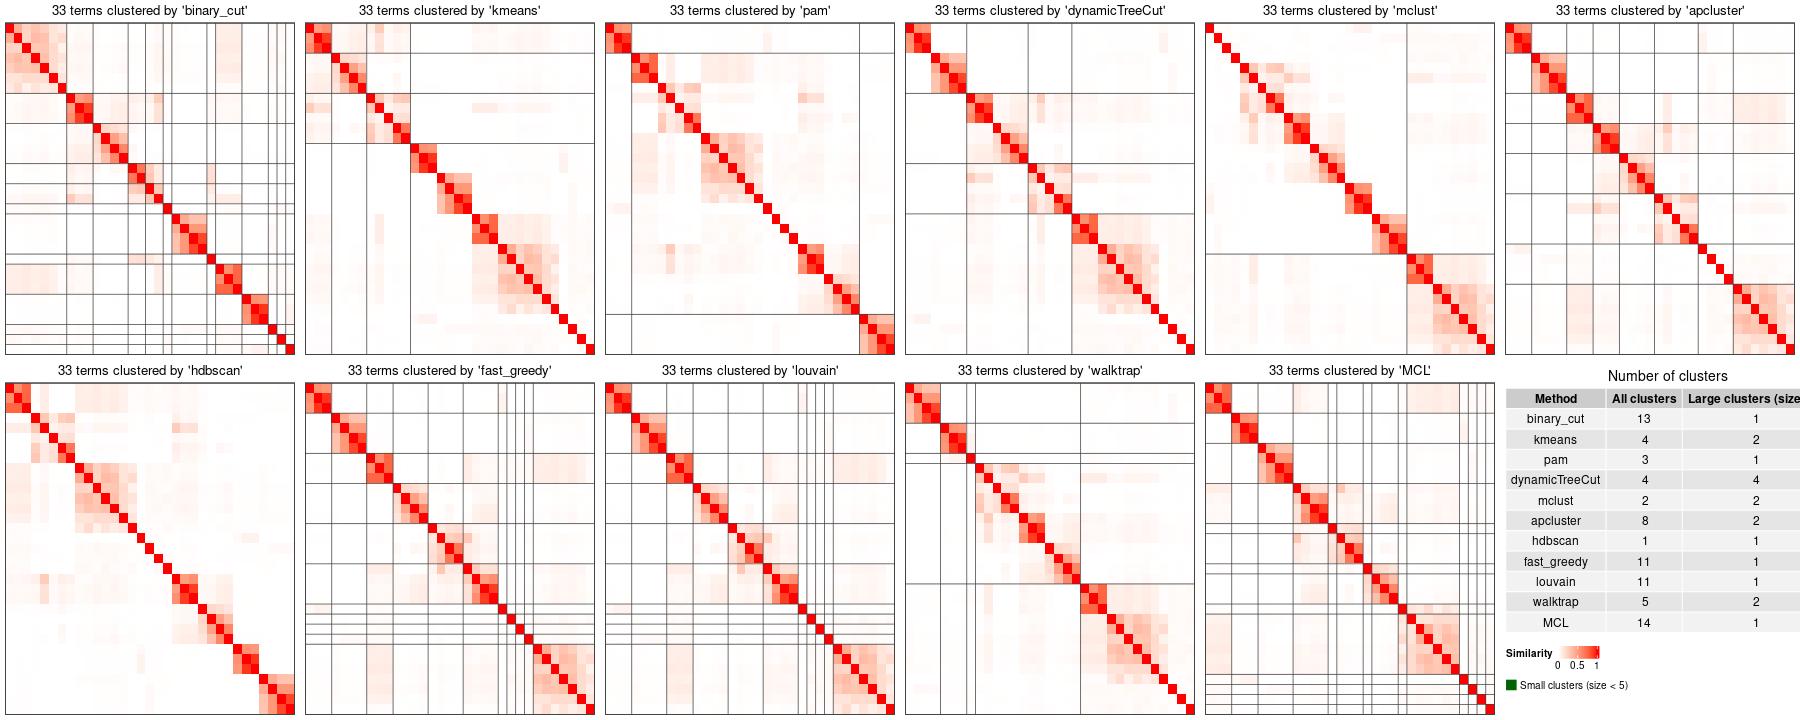 33 terms clustered by 'binary_cut'
33 terms clustered by 'kmeans'
33 terms clustered by 'pam'
33 terms clustered by 'dynamicTreeCut'
33 terms clustered by 'mclust'
33 terms clustered by 'apcluster'
33 terms clustered by 'hdbscan'
33 terms clustered by 'fast_greedy'
33 terms clustered by 'louvain'
33 terms clustered by 'walktrap'
33 terms clustered by 'MCL'
Number of clusters
Method All clusters Large clusters (size
binary_cut 13 1
kmeans 4 2
pam 3 1
dynamicTreeCut 4 4
mclust 2 2
apcluster 8 2
hdbscan 1 1
fast_greedy 11 1
louvain 11 1
walktrap 5 2
MCL 14 1
Similarity
0 0.5 1
Small clusters (size < 5)